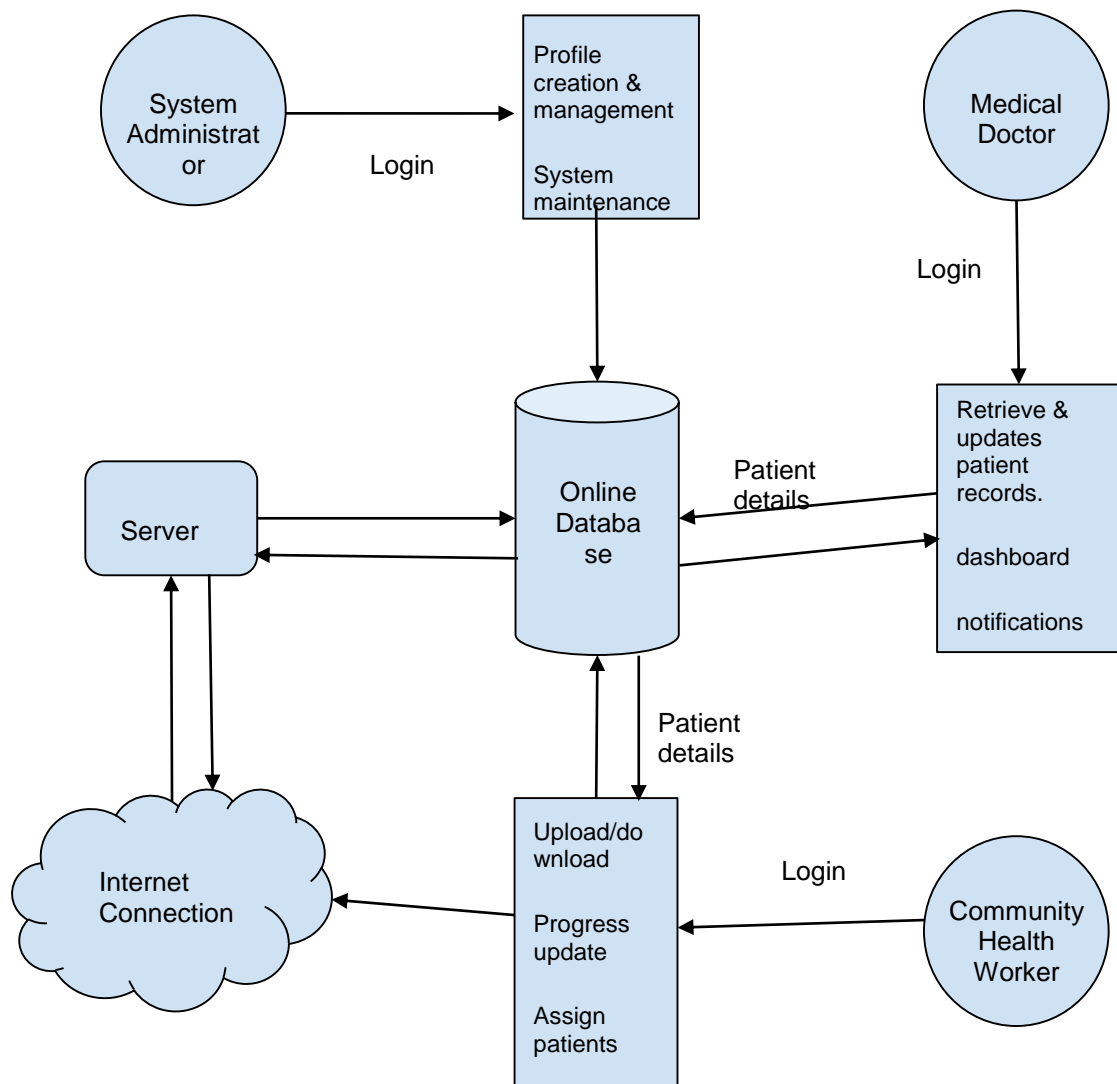 System
Administrat
or
Login
Profile
creation &
management
System
maintenance
Medical
Doctor
Login
Server
Online
Databa
se
Patient
details
Retrieve &
updates
patient
records.
dashboard
notifications
Patient
details
Internet
Connection
Upload/do
wnload
Progress
update
Assign
patients
Login
Community
Health
Worker